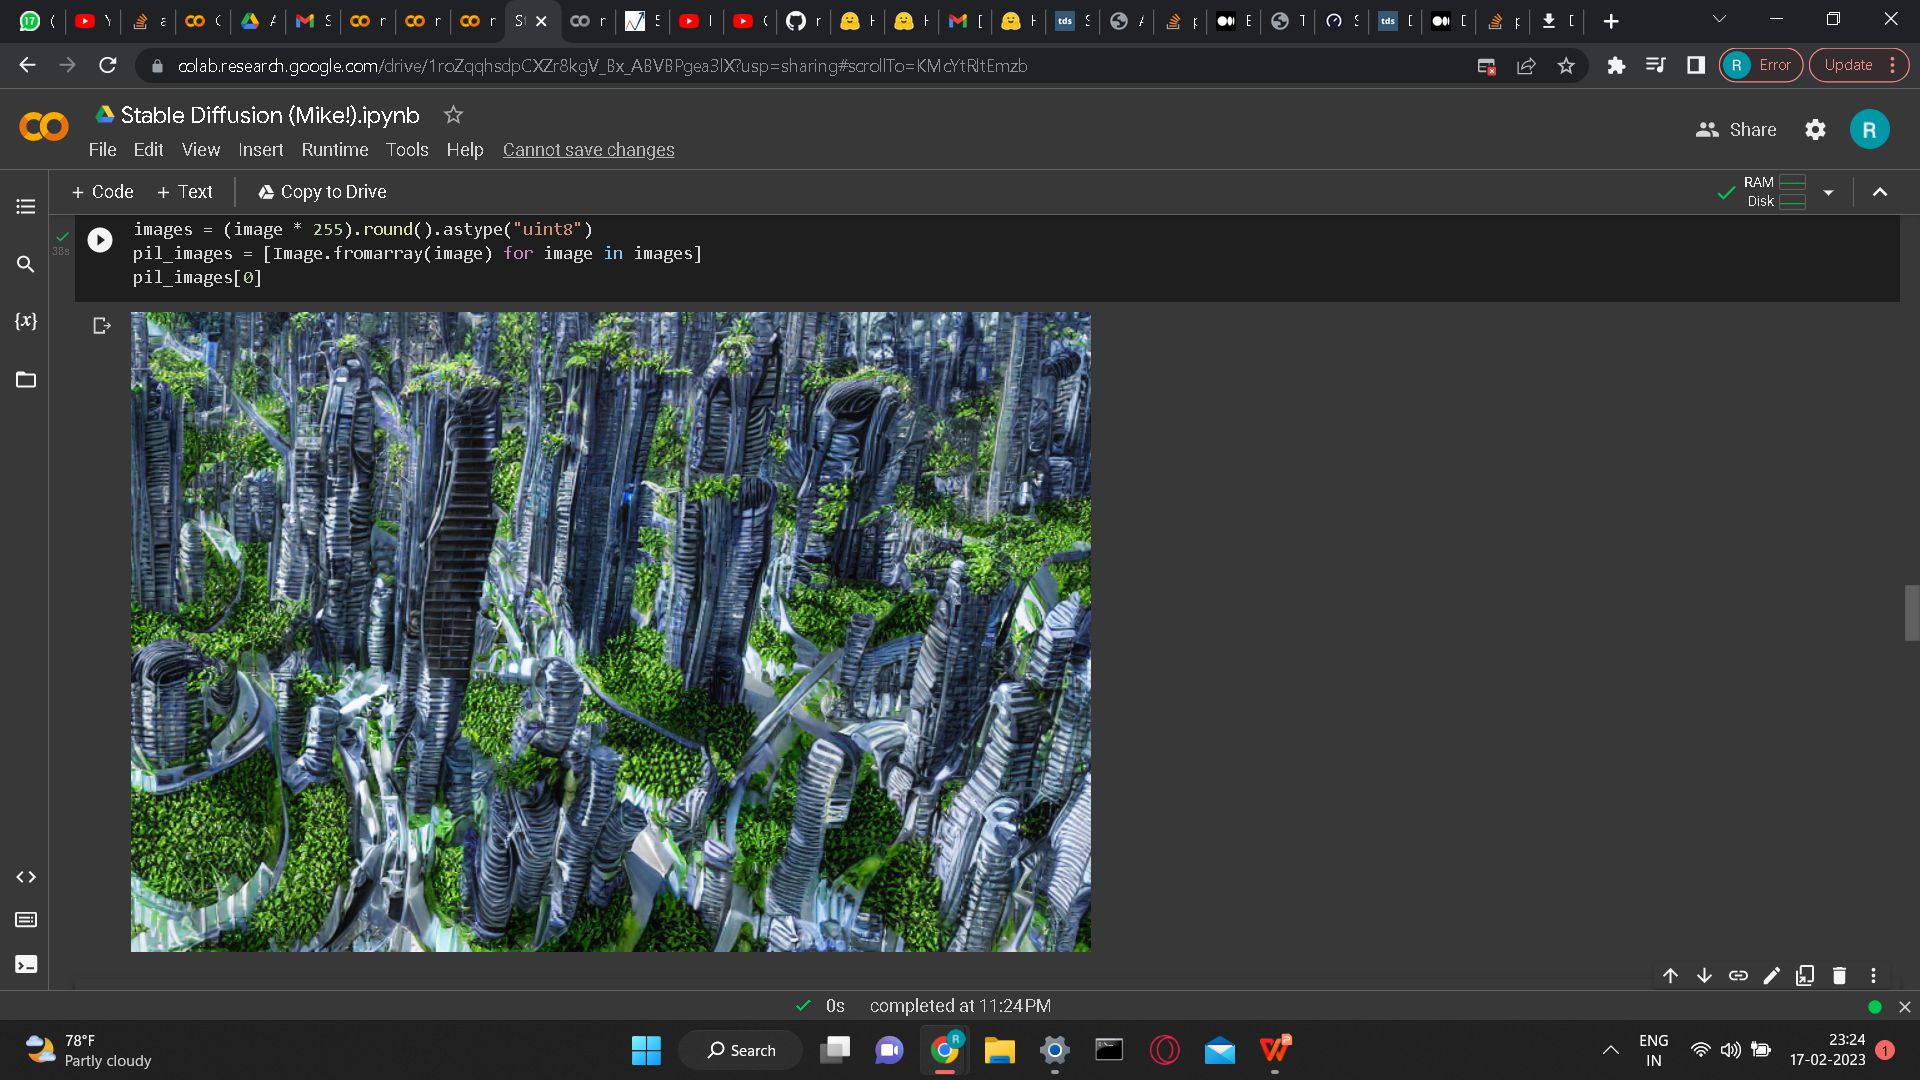 colab.research.google.com/drive/1roZqqhsdpCXZr8kgV_Bx_ABVBPgea3lX?usp=sharing#scrollTo=KMcYtRltEmzb
R Error
Update
Stable Diffusion (Mike!).ipynb
File Edit View Insert Runtime Tools Help Cannot save changes
Share
R
+ Code + Text Copy to Drive
RAM
Disk
38s
images = (image * 255).round().astype("uint8")
pil_images = [Image.fromarray(image) for image in images]
pil_images[0]
{x}
0s completed at 11:24 PM
78°F
Partly cloudy
Search
R
ENG
IN
23:24
17-02-2023
1